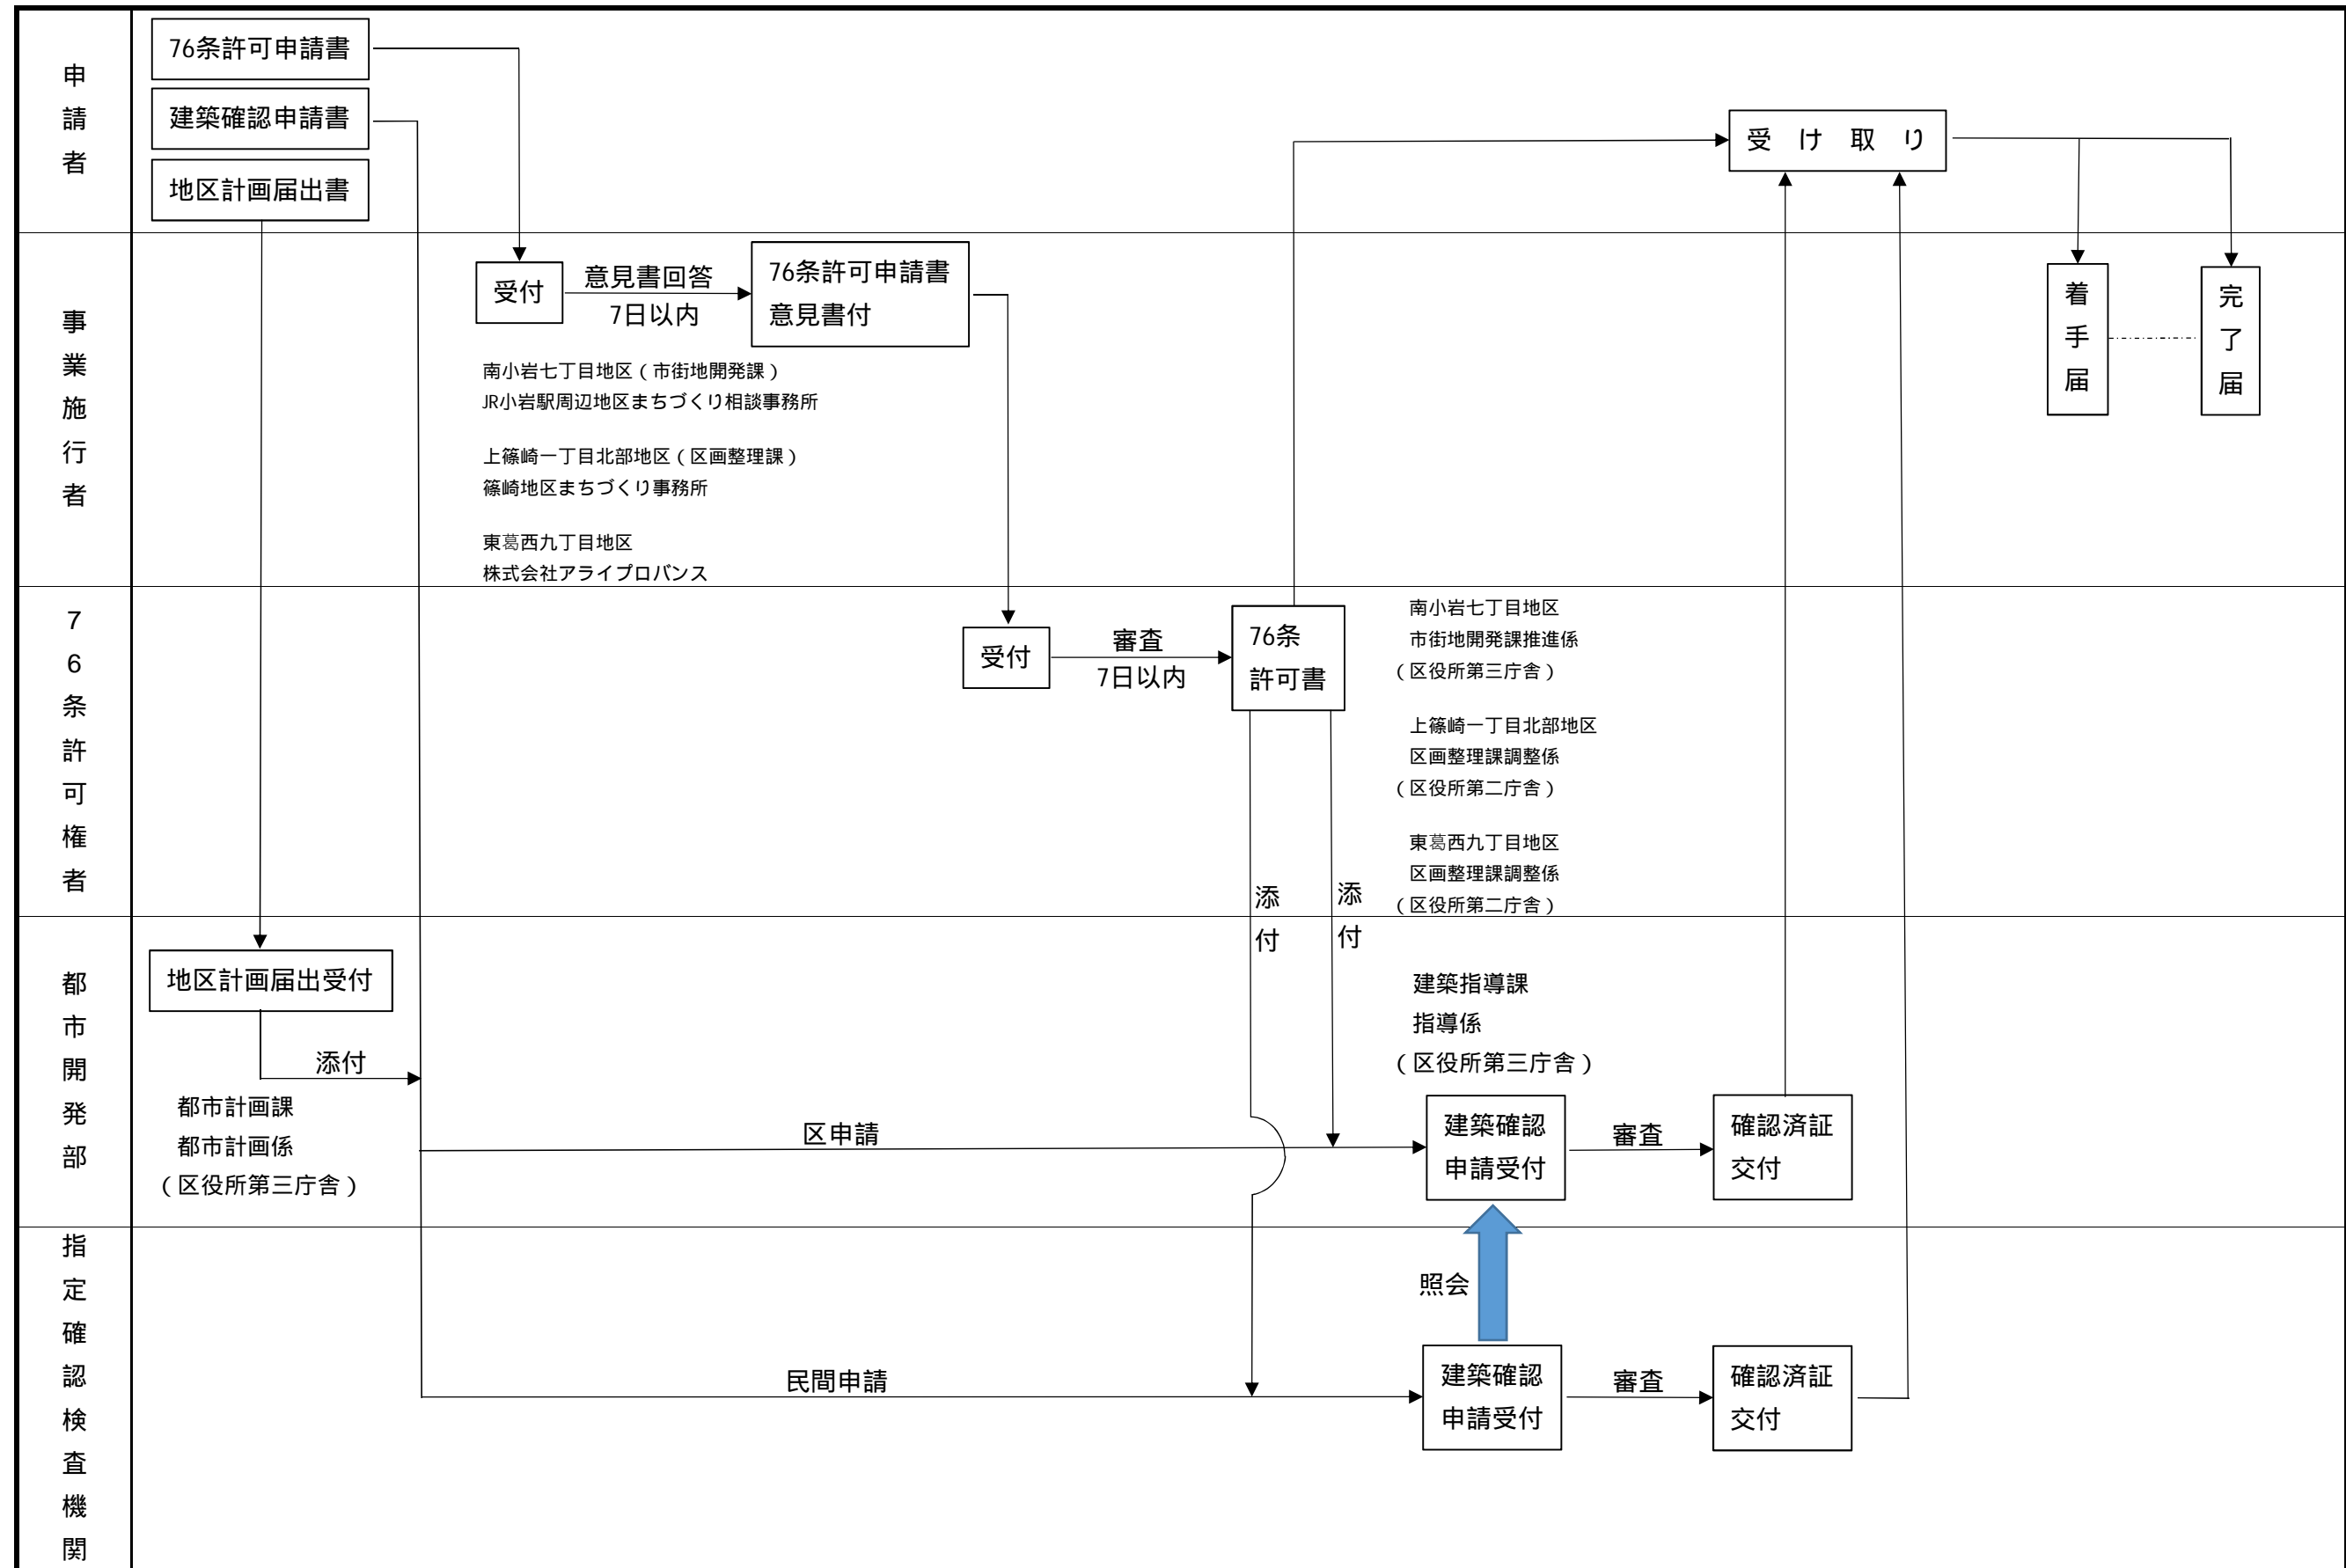 申請者
76条許可申請書
建築確認申請書
地区計画届出書
受け取り
事業施行者
受付
意見書回答
7日以内
76条許可申請書
意見書付
着手届
完了届
南小岩七丁目地区（市街地開発課）
JR小岩駅周辺地区まちづくり相談事務所
上篠崎一丁目北部地区（区画整理課）
篠崎地区まちづくり事務所
東葛西九丁目地区
株式会社アライプロバンス
76条許可権者
受付
審査
7日以内
76条
許可書
南小岩七丁目地区
市街地開発課推進係
（区役所第三庁舎）
上篠崎一丁目北部地区
区画整理課調整係
（区役所第二庁舎）
東葛西九丁目地区
区画整理課調整係
（区役所第二庁舎）
添付
添付
都市開発部
地区計画届出受付
添付
都市計画課
都市計画係
（区役所第三庁舎）
建築指導課
指導係
（区役所第三庁舎）
区申請
建築確認
申請受付
審査
確認済証
交付
指定確認検査機関
照会
民間申請
建築確認
申請受付
審査
確認済証
交付